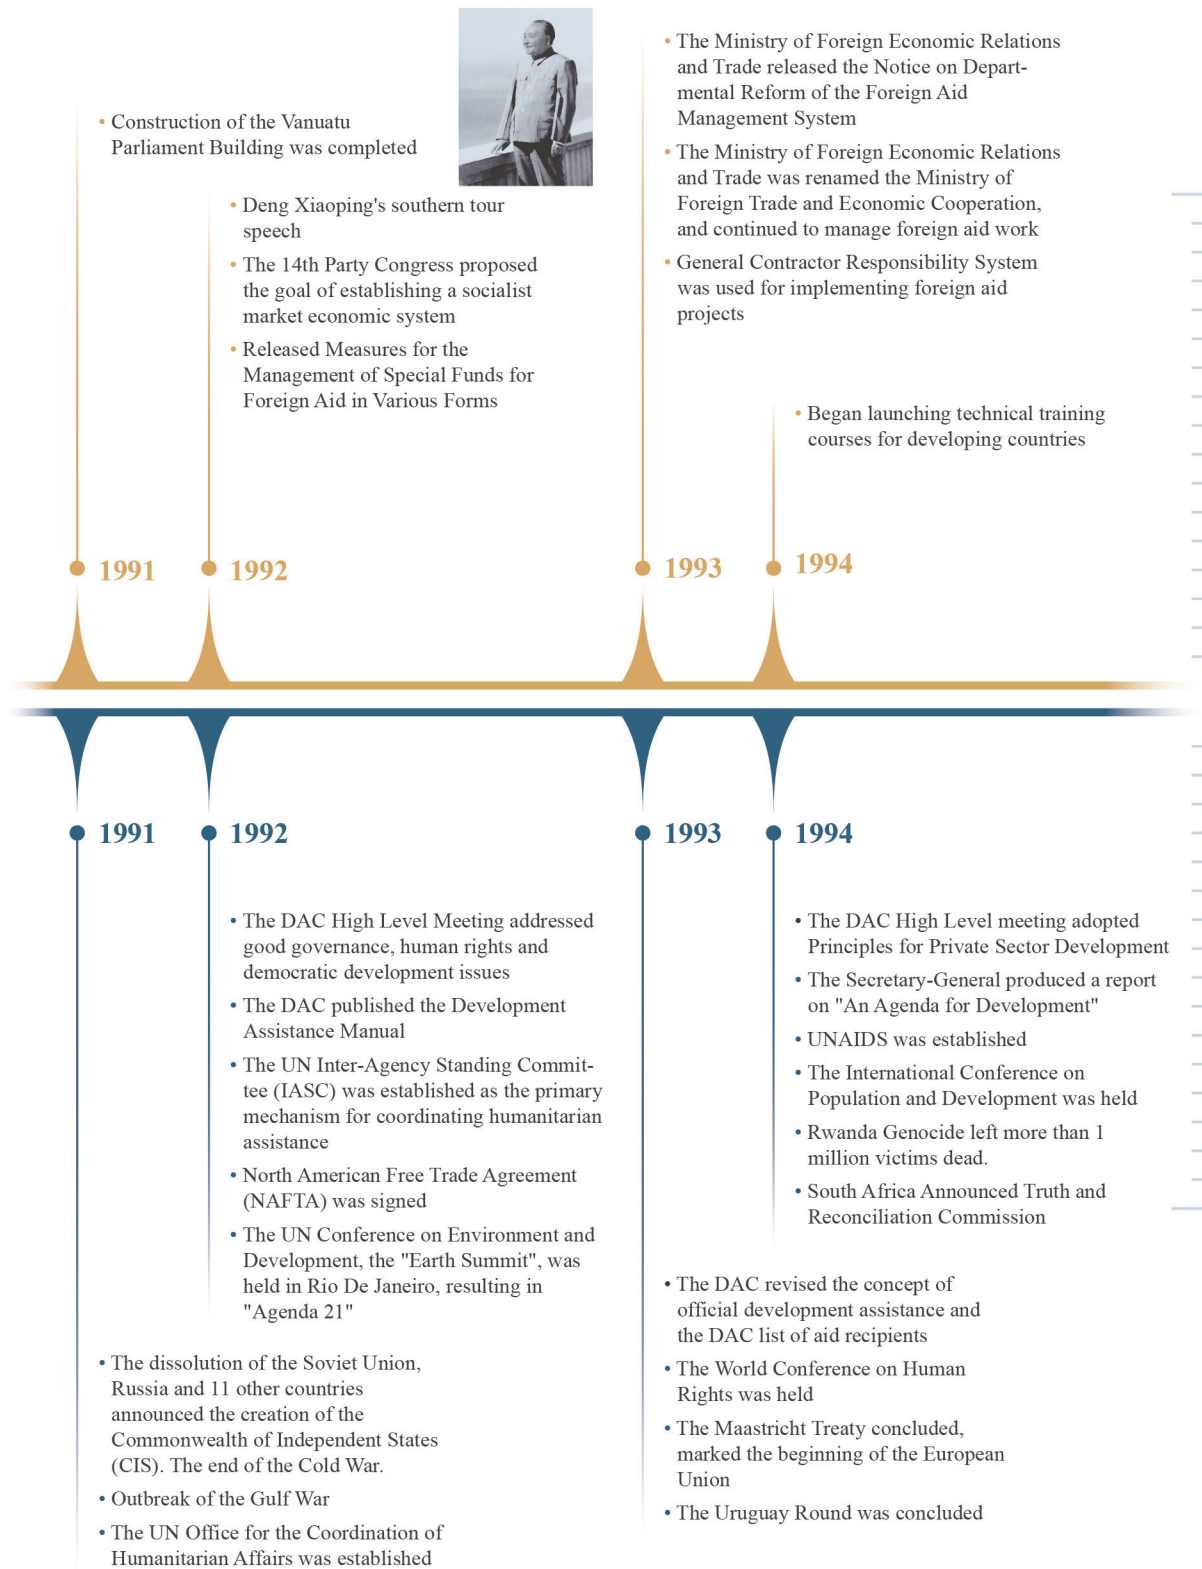 • Construction of the Vanuatu
Parliament Building was completed
1991
• Deng Xiaoping's southern tour
speech
• The 14th Party Congress proposed
the goal of establishing a socialist
market economic system
• Released Measures for the
Management of Special Funds for
Foreign Aid in Various Forms
1992
• The Ministry of Foreign Economic Relations
and Trade released the Notice on Depart-
mental Reform of the Foreign Aid
Management System
• The Ministry of Foreign Economic Relations
and Trade was renamed the Ministry of
Foreign Trade and Economic Cooperation,
and continued to manage foreign aid work
• General Contractor Responsibility System
was used for implementing foreign aid
projects
1993
• Began launching technical training
courses for developing countries
1994
1991
• The dissolution of the Soviet Union,
Russia and 11 other countries
announced the creation of the
Commonwealth of Independent States
(CIS). The end of the Cold War.
• Outbreak of the Gulf War
• The UN Office for the Coordination of
Humanitarian Affairs was established
1992
• The DAC High Level Meeting addressed
good governance, human rights and
democratic development issues
• The DAC published the Development
Assistance Manual
• The UN Inter-Agency Standing Commit-
tee (IASC) was established as the primary
mechanism for coordinating humanitarian
assistance
• North American Free Trade Agreement
(NAFTA) was signed
• The UN Conference on Environment and
Development, the "Earth Summit", was
held in Rio De Janeiro, resulting in
"Agenda 21"
1993
• The DAC revised the concept of
official development assistance and
the DAC list of aid recipients
• The World Conference on Human
Rights was held
• The Maastricht Treaty concluded,
marked the beginning of the European
Union
• The Uruguay Round was concluded
1994
• The DAC High Level meeting adopted
Principles for Private Sector Development
• The Secretary-General produced a report
on "An Agenda for Development"
• UNAIDS was established
• The International Conference on
Population and Development was held
• Rwanda Genocide left more than 1
million victims dead.
• South Africa Announced Truth and
Reconciliation Commission